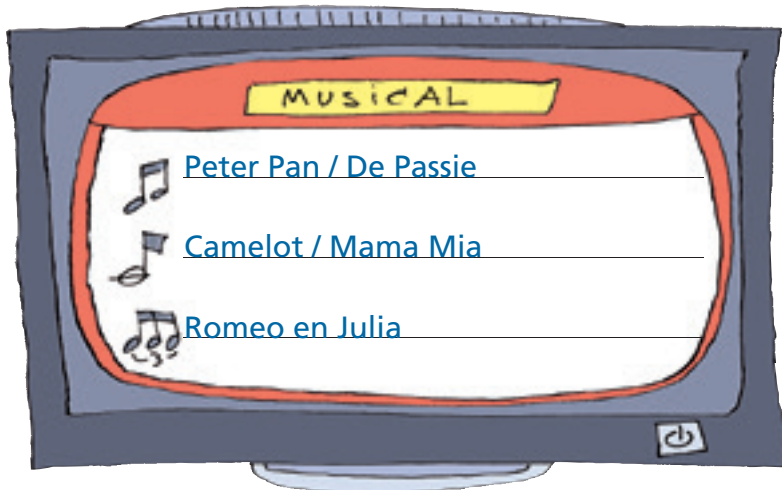 MUSiCAL
Peter Pan / De Passie
Camelot / Mama Mia
Romeo en Julia